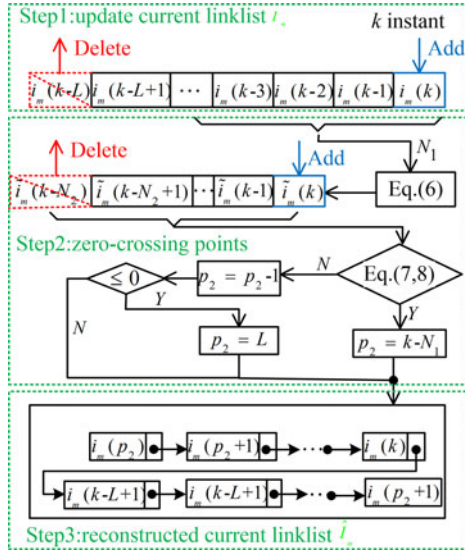 Step1:update current linklist i_m
k instant
Delete
Add
i_m(k-L) i_m(k-L+1) ··· i_m(k-3) i_m(k-2) i_m(k-1) i_m(k)
Delete
Add
N_1
ĩ_m(k-N_2) ĩ_m(k-N_2+1) ··· ĩ_m(k-1) ĩ_m(k)
Eq.(6)
Step2:zero-crossing points
≤ 0
p_2 = p_2-1
N
Eq.(7,8)
N
Y
Y
p_2 = L
p_2 = k-N_1
i_m(p_2) i_m(p_2+1) ··· i_m(k)
i_m(k-L+1) i_m(k-L+1) ··· i_m(p_2+1)
Step3:reconstructed current linklist